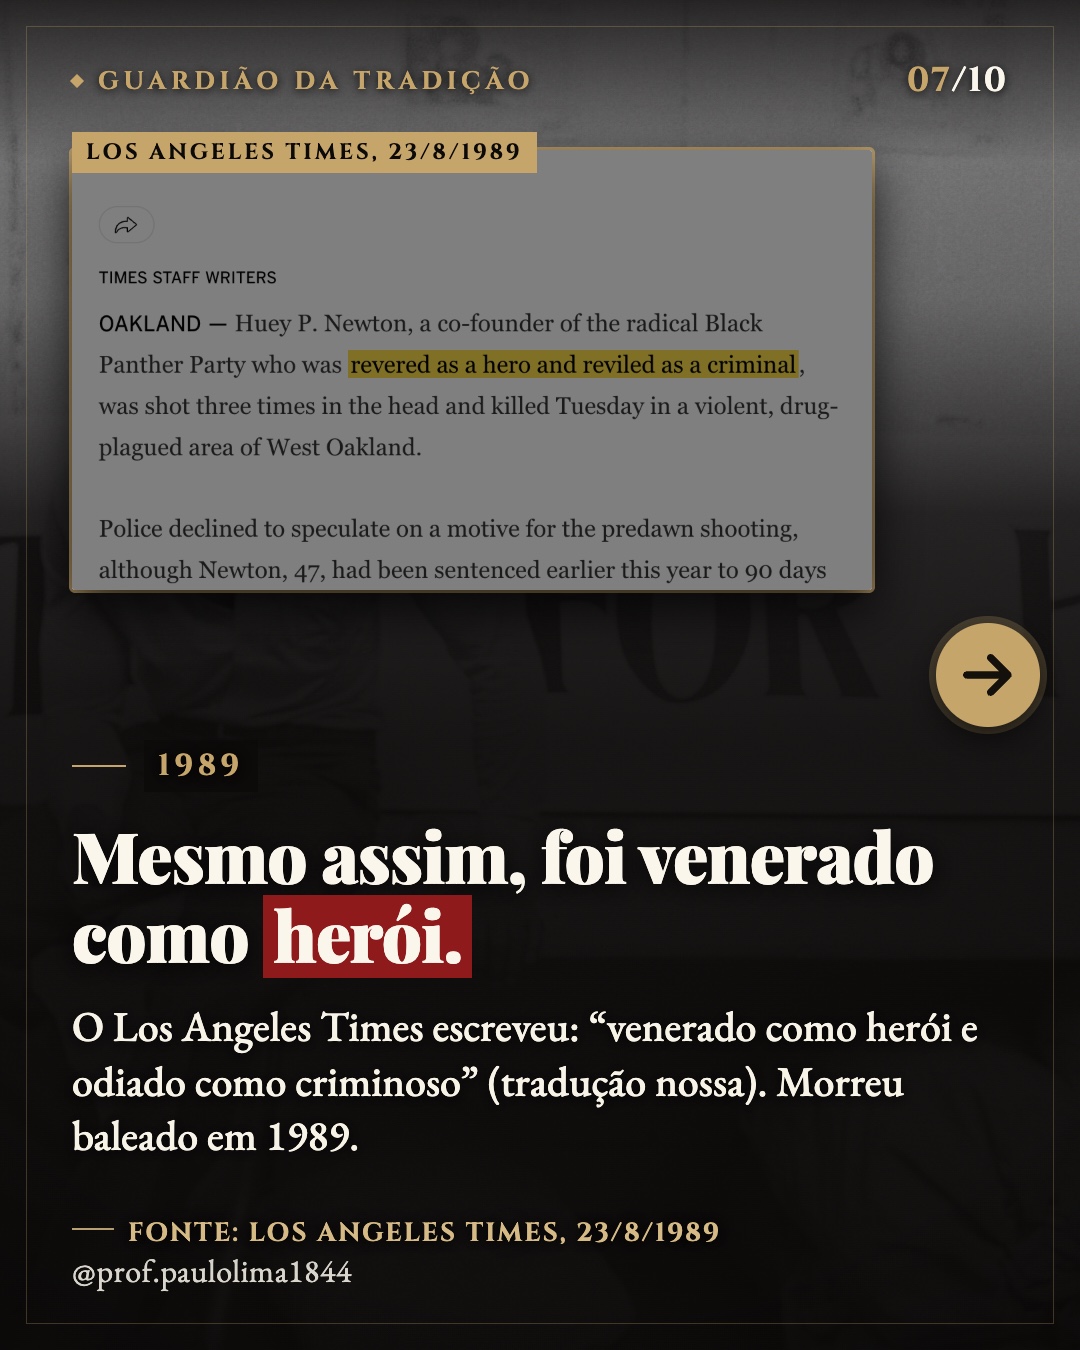 GUARDIÃO DA TRADIÇÃO
07/10
LOS ANGELES TIMES, 23/8/1989
TIMES STAFF WRITERS
OAKLAND — Huey P. Newton, a co-founder of the radical Black
Panther Party who was revered as a hero and reviled as a criminal,
was shot three times in the head and killed Tuesday in a violent, drug-
plagued area of West Oakland.
Police declined to speculate on a motive for the predawn shooting,
although Newton, 47, had been sentenced earlier this year to 90 days
FOR
1989
Mesmo assim, foi venerado
como herói.
O Los Angeles Times escreveu: “venerado como herói e
odiado como criminoso” (tradução nossa). Morreu
baleado em 1989.
FONTE: LOS ANGELES TIMES, 23/8/1989
@prof.paulolima1844